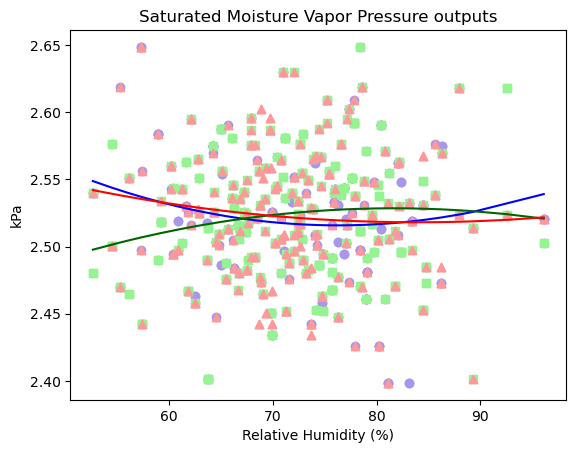 Saturated Moisture Vapor Pressure outputs
2.65
2.60
2.55
2.50
2.45
2.40
kPa
60 70 80 90
Relative Humidity (%)